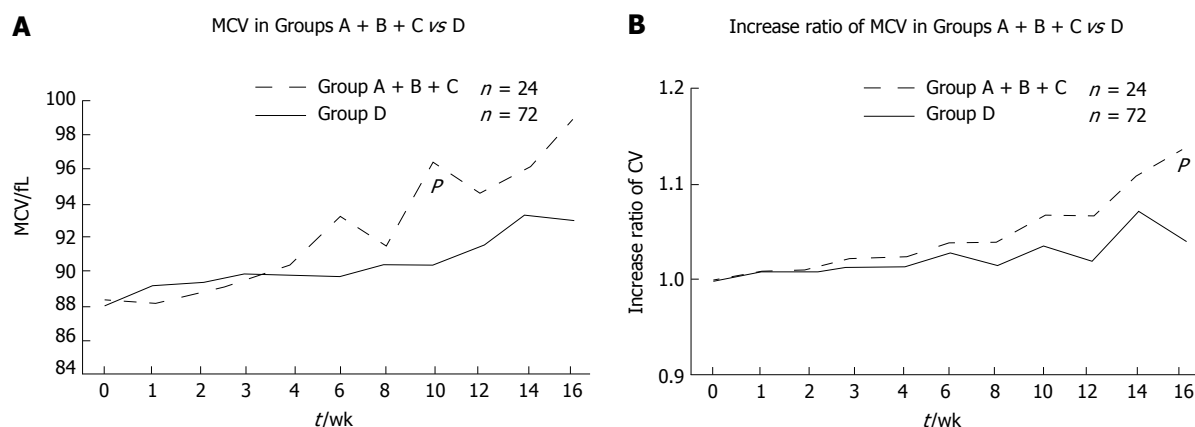 A
MCV in Groups A + B + C vs D
Group A + B + C n = 24
Group D n = 72
MCV/fL
100
98
96
93
92
90
88
86
84
0 1 2 3 4 6 8 10 12 14 16
t/wk
P
B
Increase ratio of MCV in Groups A + B + C vs D
Group A + B + C n = 24
Group D n = 72
Increase ratio of CV
1.2
1.1
1.0
0.9
0 1 2 3 4 6 8 10 12 14 16
t/wk
P